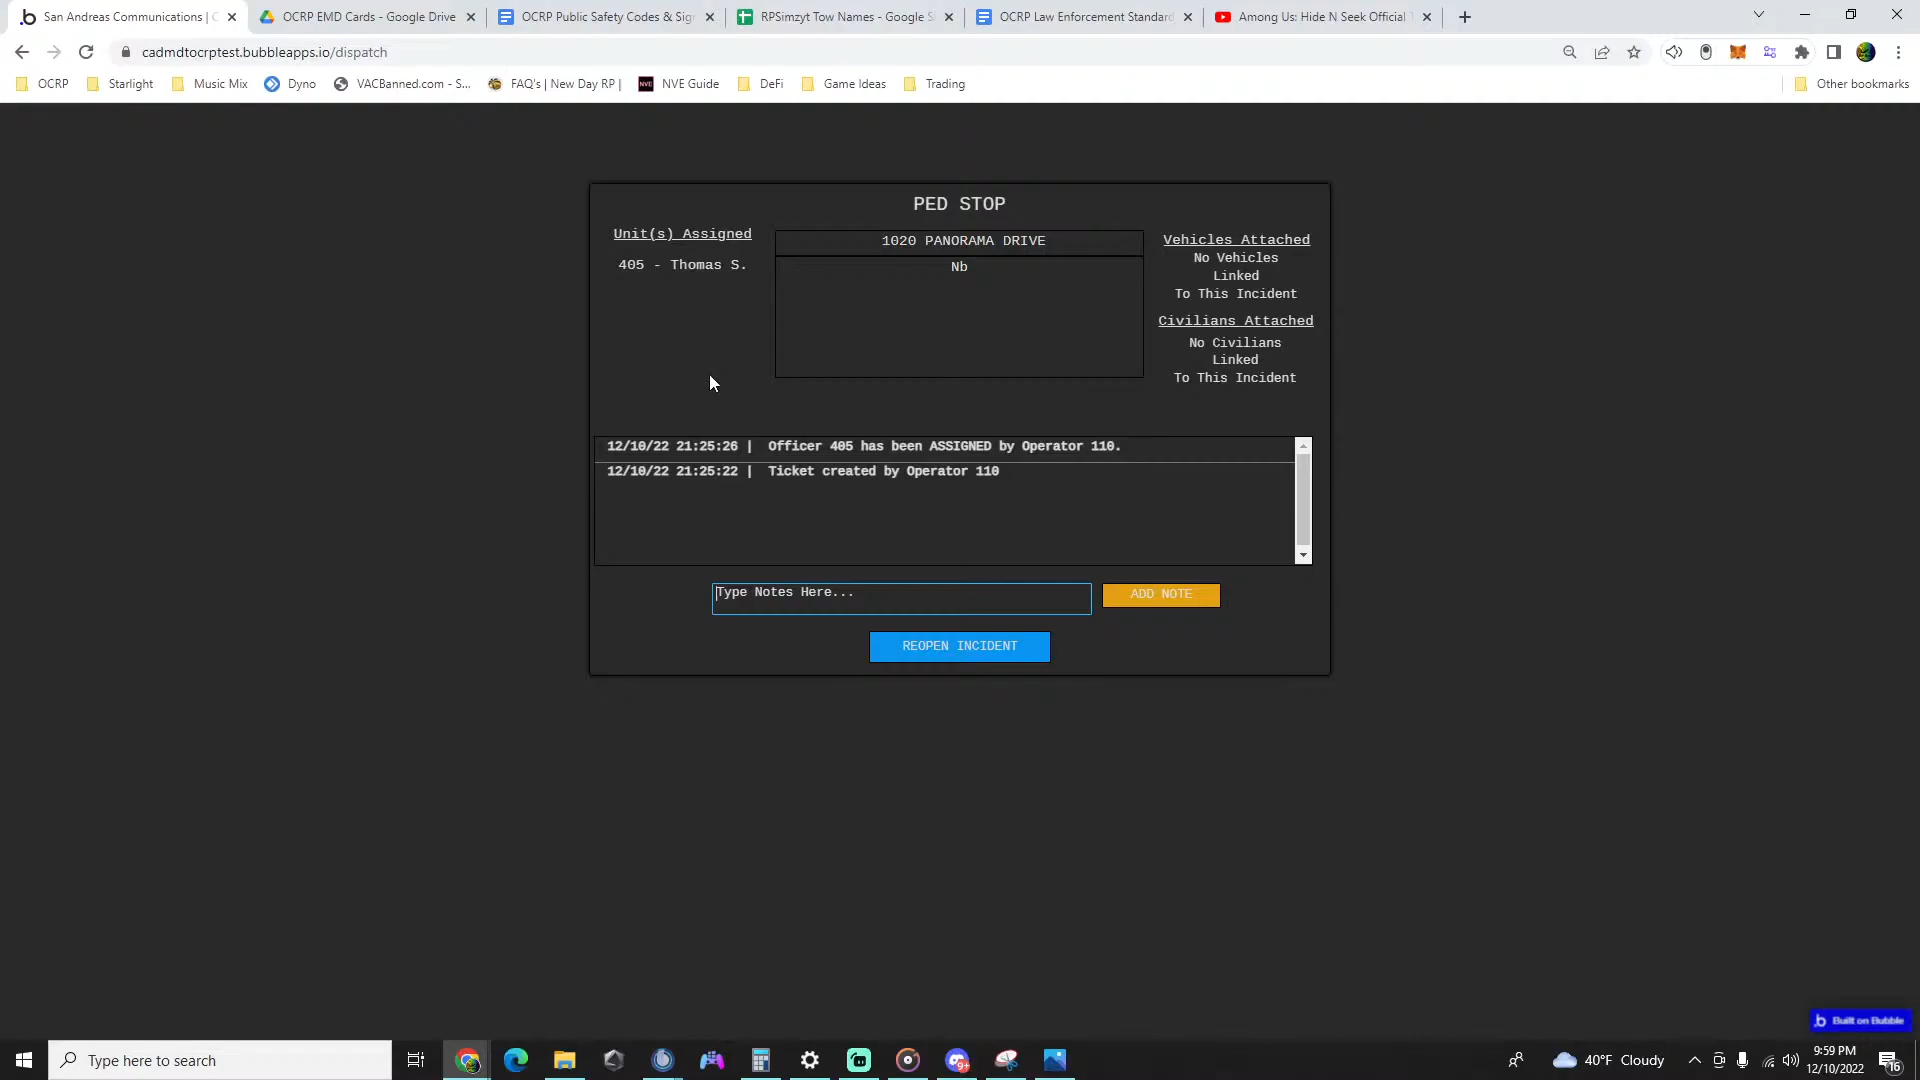 San Andreas Communications | C
OCRP EMD Cards - Google Drive
OCRP Public Safety Codes & Sig
RPSimzyt Tow Names - Google S
OCRP Law Enforcement Standard
Among Us: Hide N Seek Official T
cadmdtocrptest.bubbleapps.io/dispatch
OCRP
Starlight
Music Mix
Dyno
VACBanned.com - S...
FAQ's | New Day RP |
NVE
NVE Guide
DeFi
Game Ideas
Trading
Other bookmarks
PED STOP
Unit(s) Assigned
405 - Thomas S.
1020 PANORAMA DRIVE
Nb
Vehicles Attached
No Vehicles
Linked
To This Incident
Civilians Attached
No Civilians
Linked
To This Incident
12/10/22 21:25:26 | Officer 405 has been ASSIGNED by Operator 110.
12/10/22 21:25:22 | Ticket created by Operator 110
Type Notes Here...
ADD NOTE
REOPEN INCIDENT
Built on Bubble
Type here to search
9+
40°F Cloudy
9:59 PM
12/10/2022
16